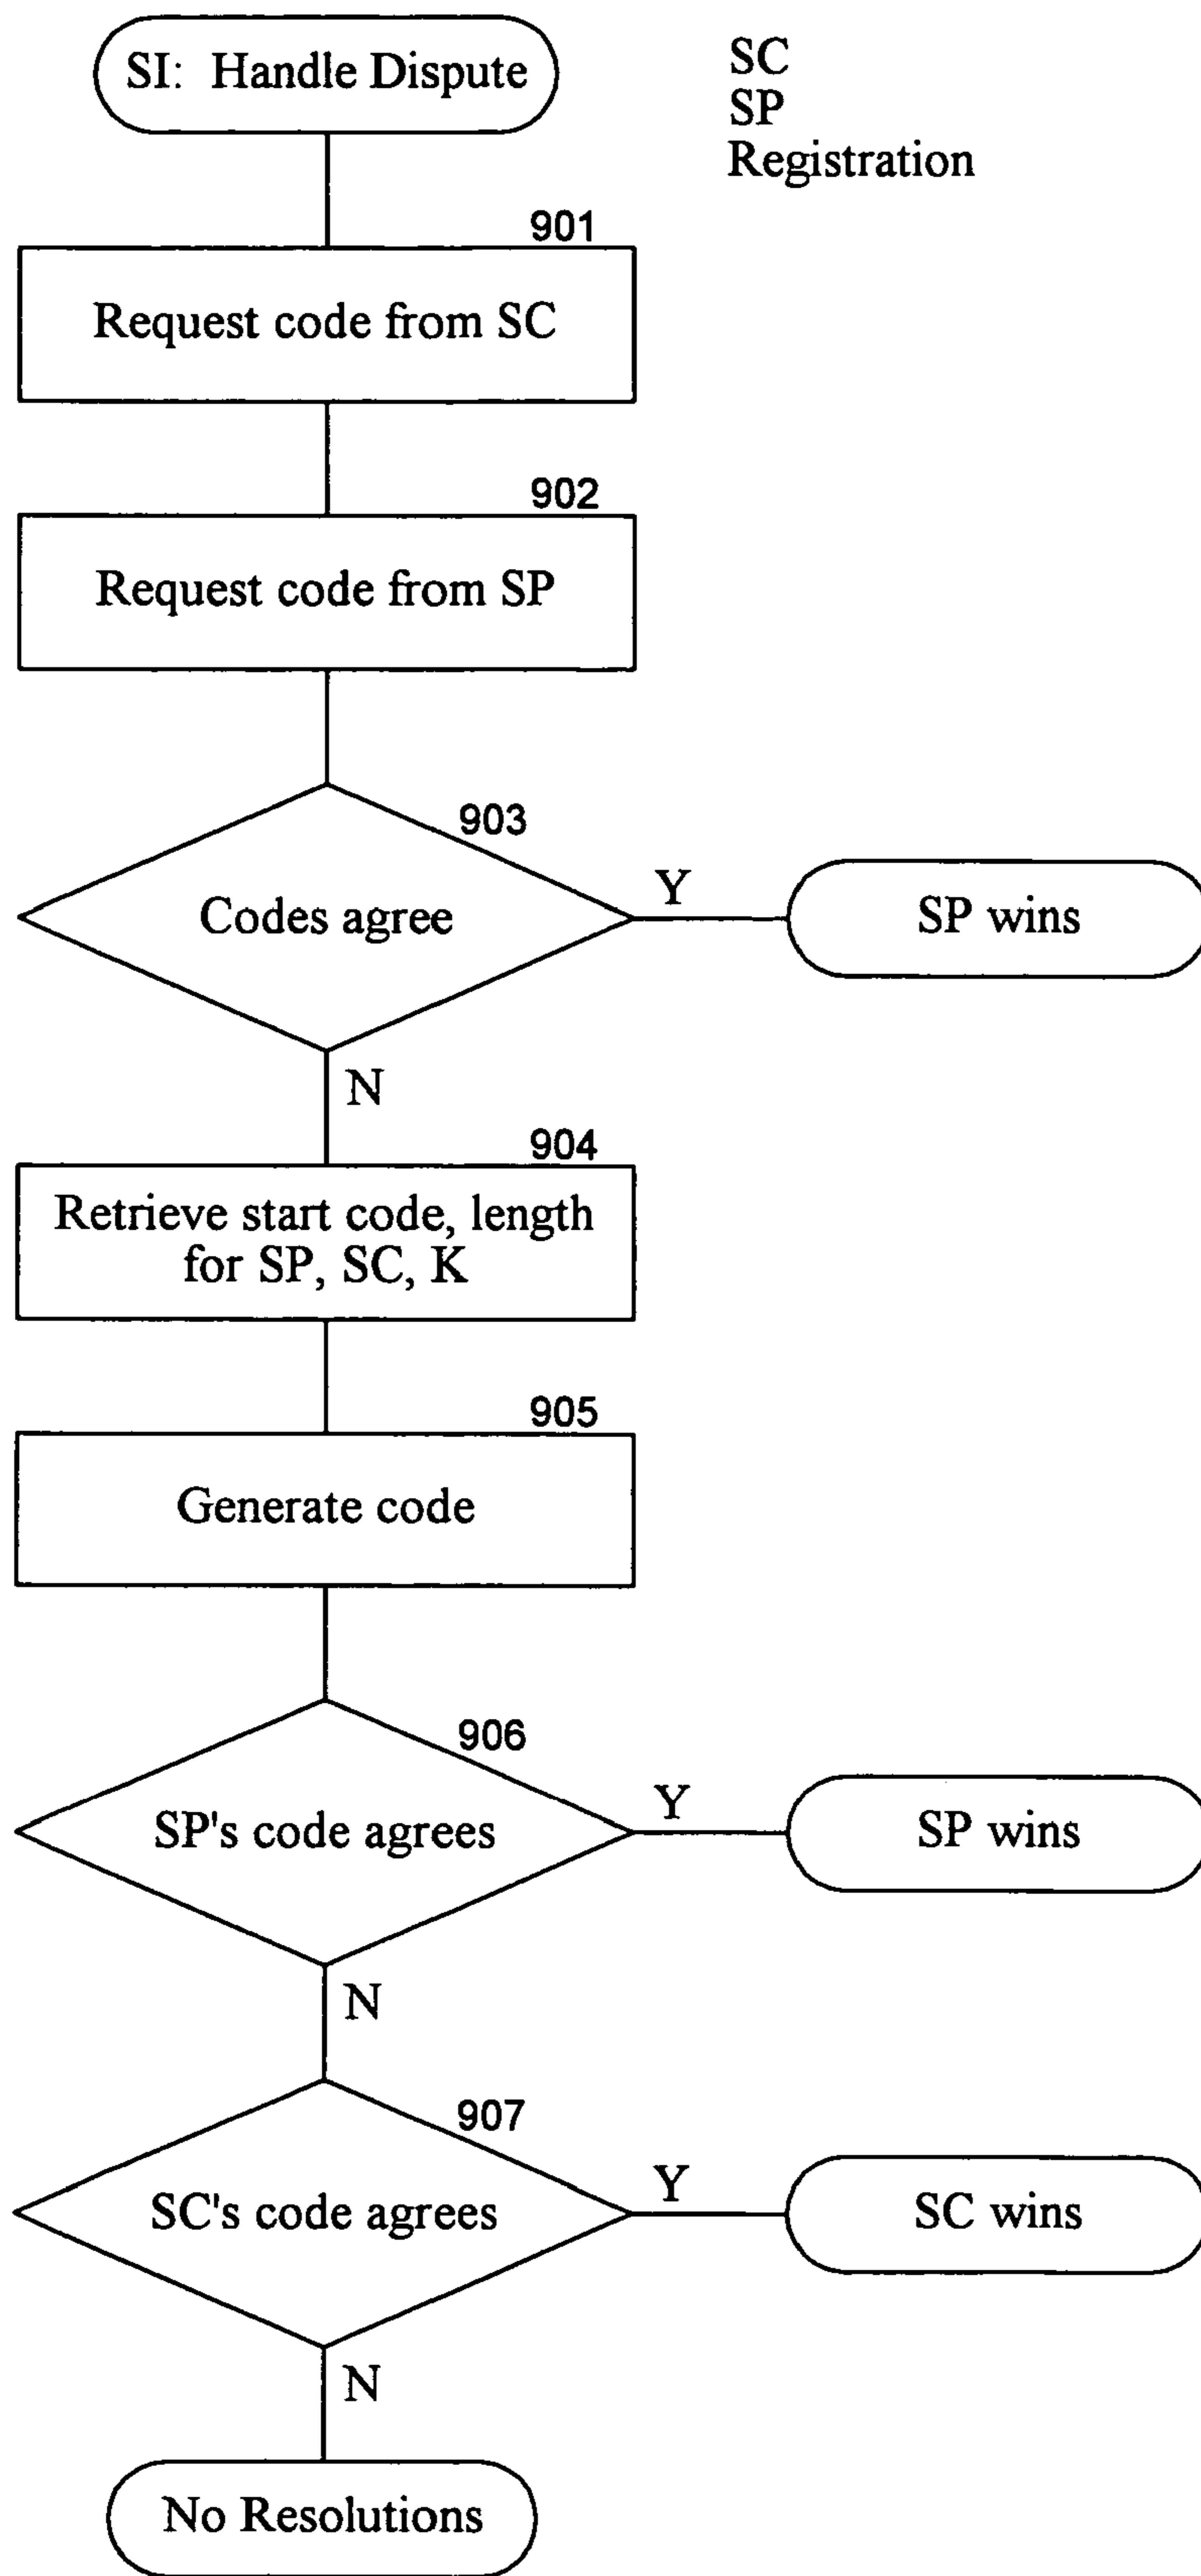 SI: Handle Dispute
SC
SP
Registration
901
Request code from SC
902
Request code from SP
903
Codes agree
Y
SP wins
N
904
Retrieve start code, length
for SP, SC, K
905
Generate code
906
SP's code agrees
Y
SP wins
N
907
SC's code agrees
Y
SC wins
N
No Resolutions